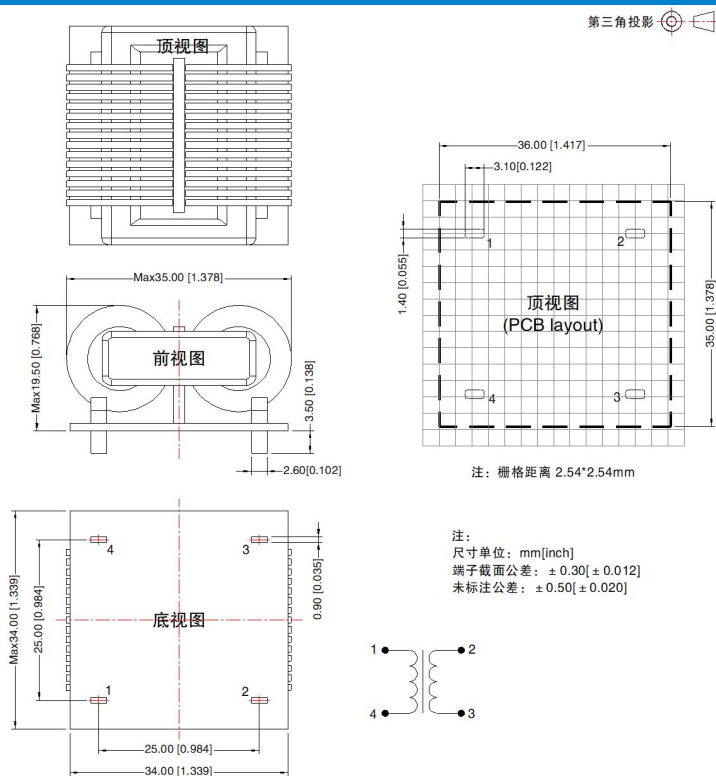 第三角投影
顶视图
36.00 [1.417]
3.10[0.122]
1
2
1.40 [0.055]
顶视图
(PCB layout)
35.00 [1.378]
4
3
注：栅格距离 2.54*2.54mm
Max35.00 [1.378]
Max19.50 [0.768]
前视图
3.50 [0.138]
2.60[0.102]
4
3
0.90 [0.035]
Max34.00 [1.339]
25.00 [0.984]
底视图
1
2
25.00 [0.984]
34.00 [1.339]
注：
尺寸单位：mm[inch]
端子截面公差：±0.30[±0.012]
未标注公差：±0.50[±0.020]
1
2
4
3